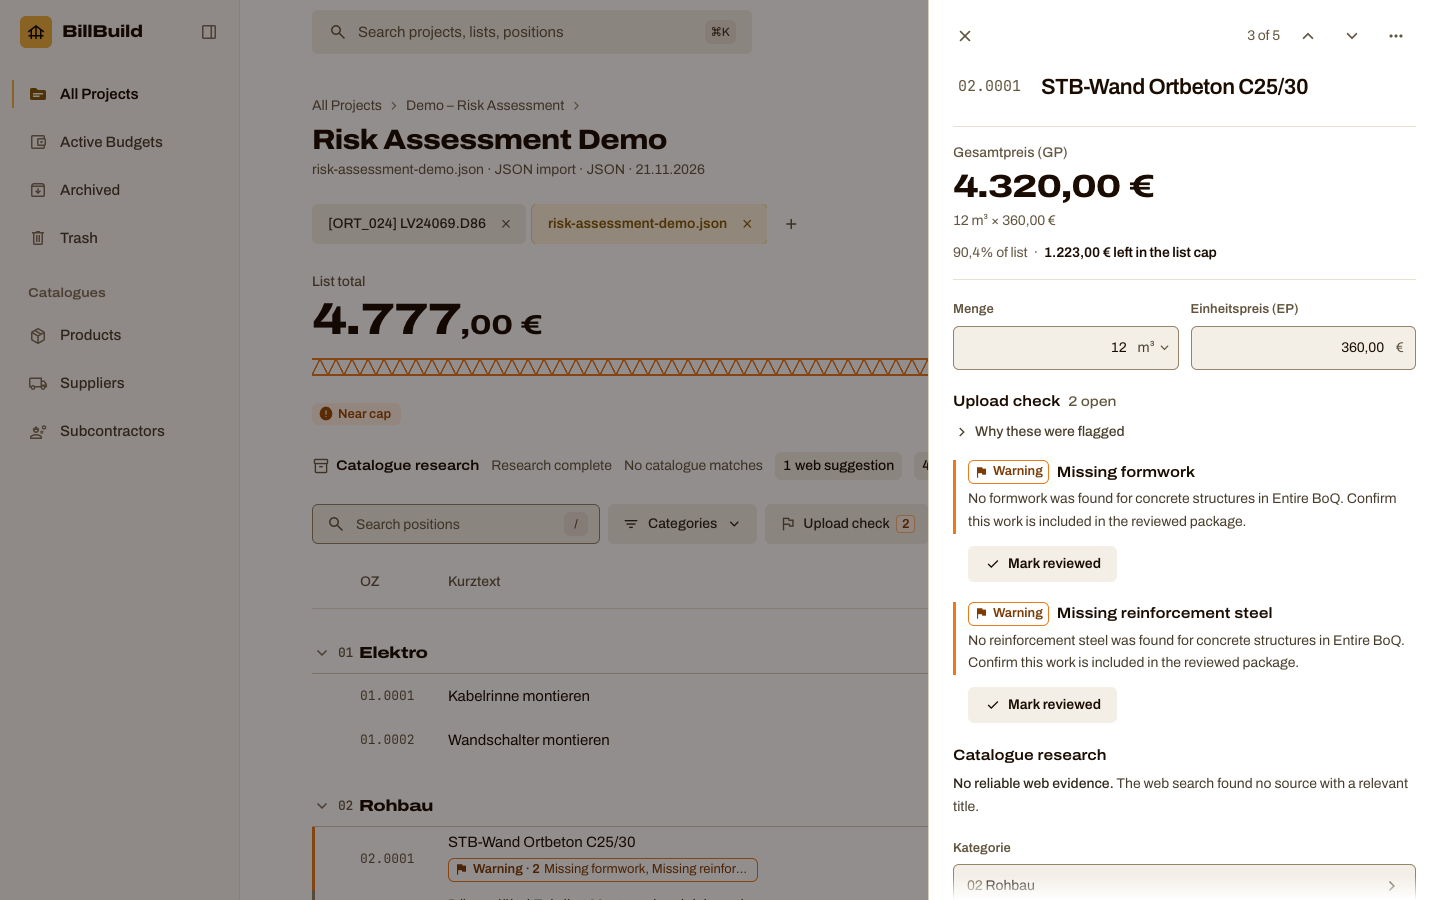 BillBuild
All Projects
Active Budgets
Archived
Trash
Catalogues
Products
Suppliers
Subcontractors
Search projects, lists, positions
⌘K
All Projects
Demo – Risk Assessment
Risk Assessment Demo
risk-assessment-demo.json · JSON import · JSON · 21.11.2026
[ORT_024] LV24069.D86
risk-assessment-demo.json
List total
4.777,00 €
Near cap
Catalogue research Research complete No catalogue matches 1 web suggestion 4
Search positions /
Categories
Upload check 2
OZ Kurztext
01 Elektro
01.0001 Kabelrinne montieren
01.0002 Wandschalter montieren
02 Rohbau
STB-Wand Ortbeton C25/30
02.0001
Warning · 2 Missing formwork, Missing reinfor...
3 of 5
02.0001 STB-Wand Ortbeton C25/30
Gesamtpreis (GP)
4.320,00 €
12 m³ × 360,00 €
90,4% of list · 1.223,00 € left in the list cap
Menge Einheitspreis (EP)
12 m³ 360,00 €
Upload check 2 open
Why these were flagged
Warning Missing formwork
No formwork was found for concrete structures in Entire BoQ. Confirm
this work is included in the reviewed package.
Mark reviewed
Warning Missing reinforcement steel
No reinforcement steel was found for concrete structures in Entire BoQ.
Confirm this work is included in the reviewed package.
Mark reviewed
Catalogue research
No reliable web evidence. The web search found no source with a relevant
title.
Kategorie
02 Rohbau